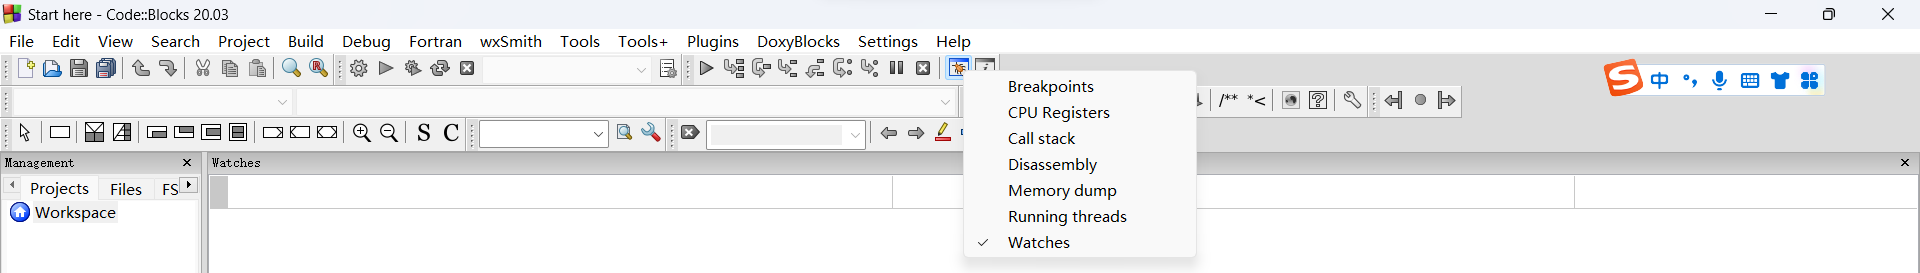 Start here - Code::Blocks 20.03
File Edit View Search Project Build Debug Fortran wxSmith Tools Tools+ Plugins DoxyBlocks Settings Help
Breakpoints
CPU Registers
Call stack
Disassembly
Memory dump
Running threads
Watches
/** *<
S C
S 中
Management
Watches
Projects Files FS
Workspace